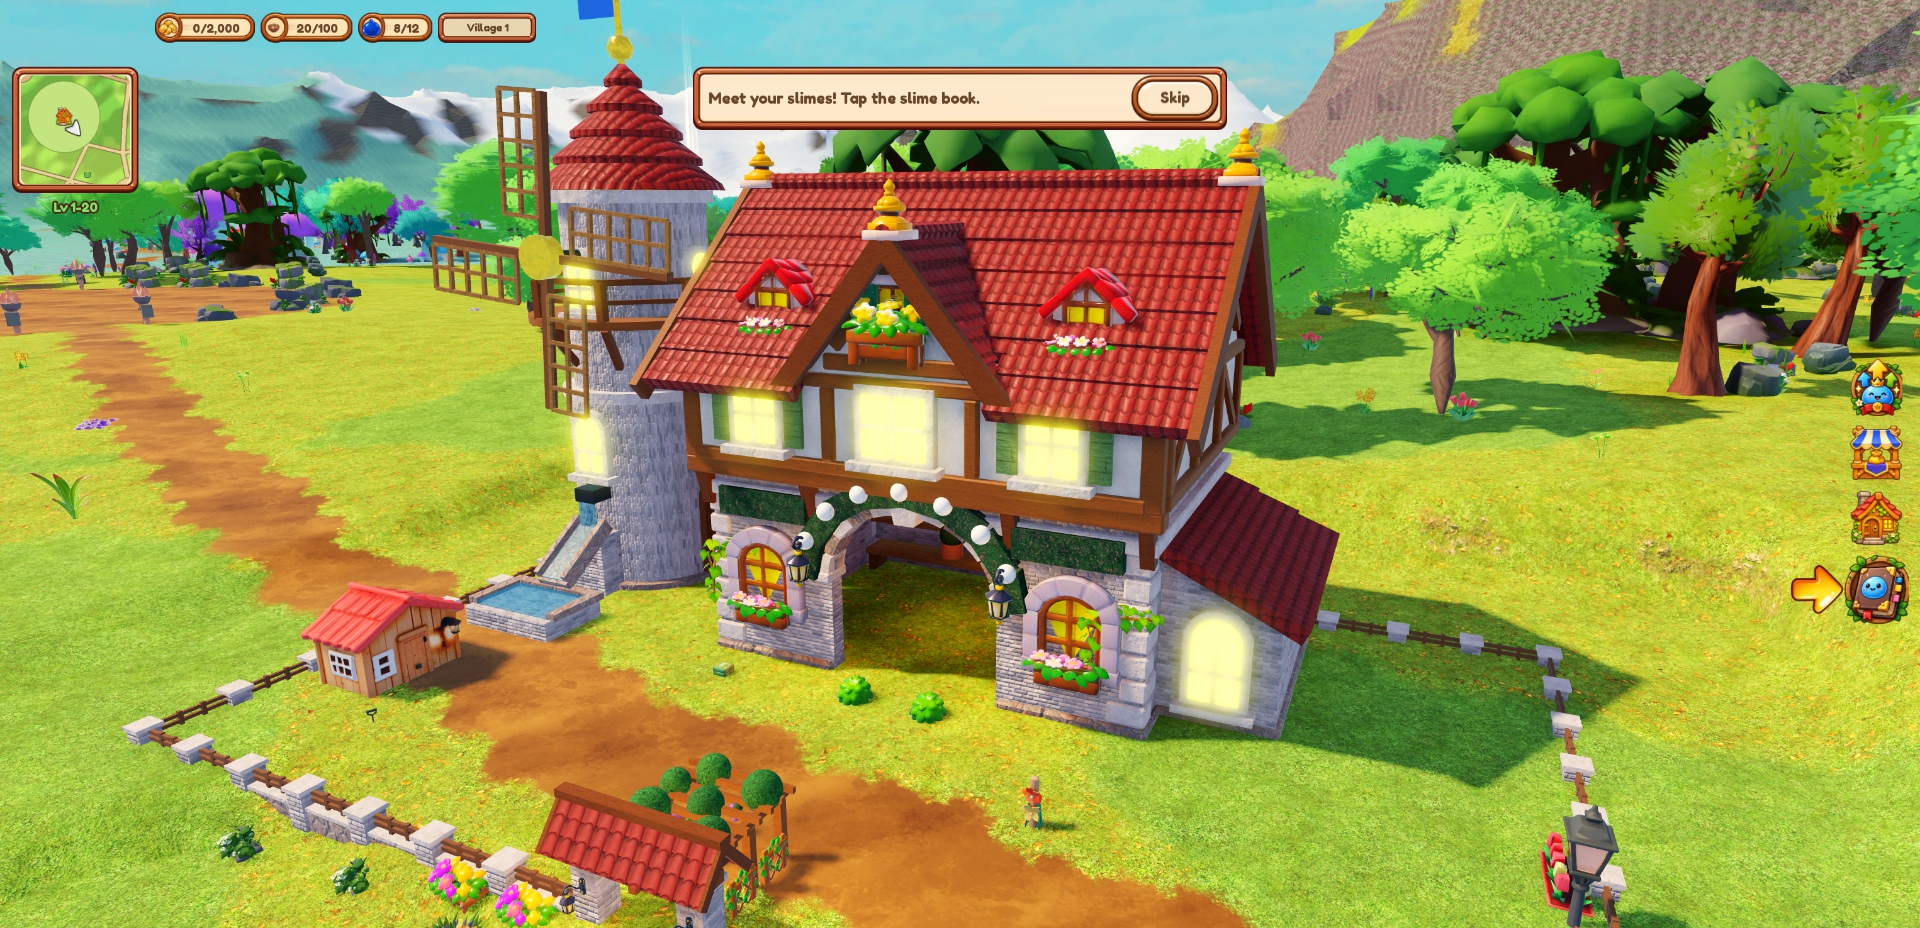 0/2,000
20/100
8/12
Village 1
Meet your slimes! Tap the slime book.
Skip
Lv 1-20